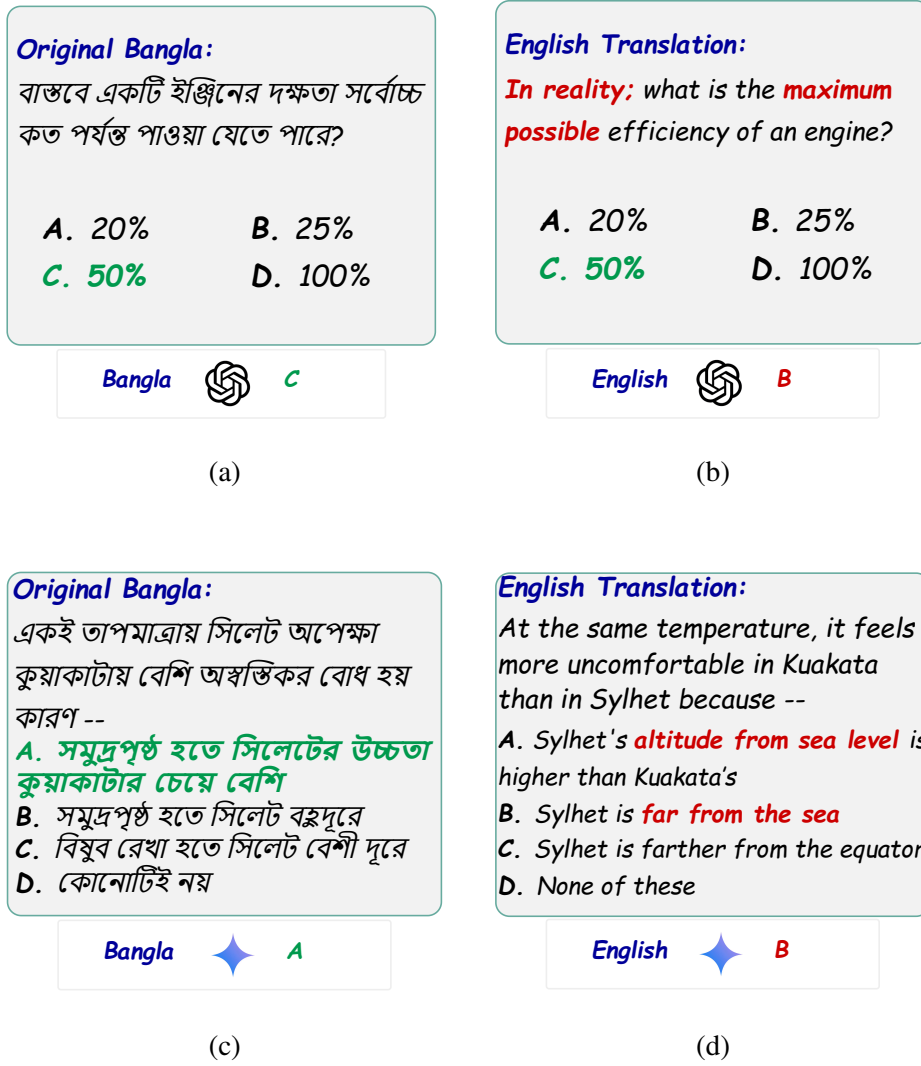 Original Bangla:
বাস্তবে একটি ইঞ্জিনের দক্ষতা সর্বোচ্চ
কত পর্যন্ত পাওয়া যেতে পারে?
A. 20% B. 25%
C. 50% D. 100%
Bangla C
(a)
English Translation:
In reality; what is the maximum
possible efficiency of an engine?
A. 20% B. 25%
C. 50% D. 100%
English B
(b)
Original Bangla:
একই তাপমাত্রায় সিলেট অপেক্ষা
কুয়াকাটায় বেশি অস্বস্তিকর বোধ হয়
কারণ --
A. সমুদ্রপৃষ্ঠ হতে সিলেটের উচ্চতা
কুয়াকাটার চেয়ে বেশি
B. সমুদ্রপৃষ্ঠ হতে সিলেট বহুদূরে
C. বিষুব রেখা হতে সিলেট বেশী দূরে
D. কোনোটিই নয়
Bangla A
(c)
English Translation:
At the same temperature, it feels
more uncomfortable in Kuakata
than in Sylhet because --
A. Sylhet's altitude from sea level is
higher than Kuakata's
B. Sylhet is far from the sea
C. Sylhet is farther from the equator
D. None of these
English B
(d)